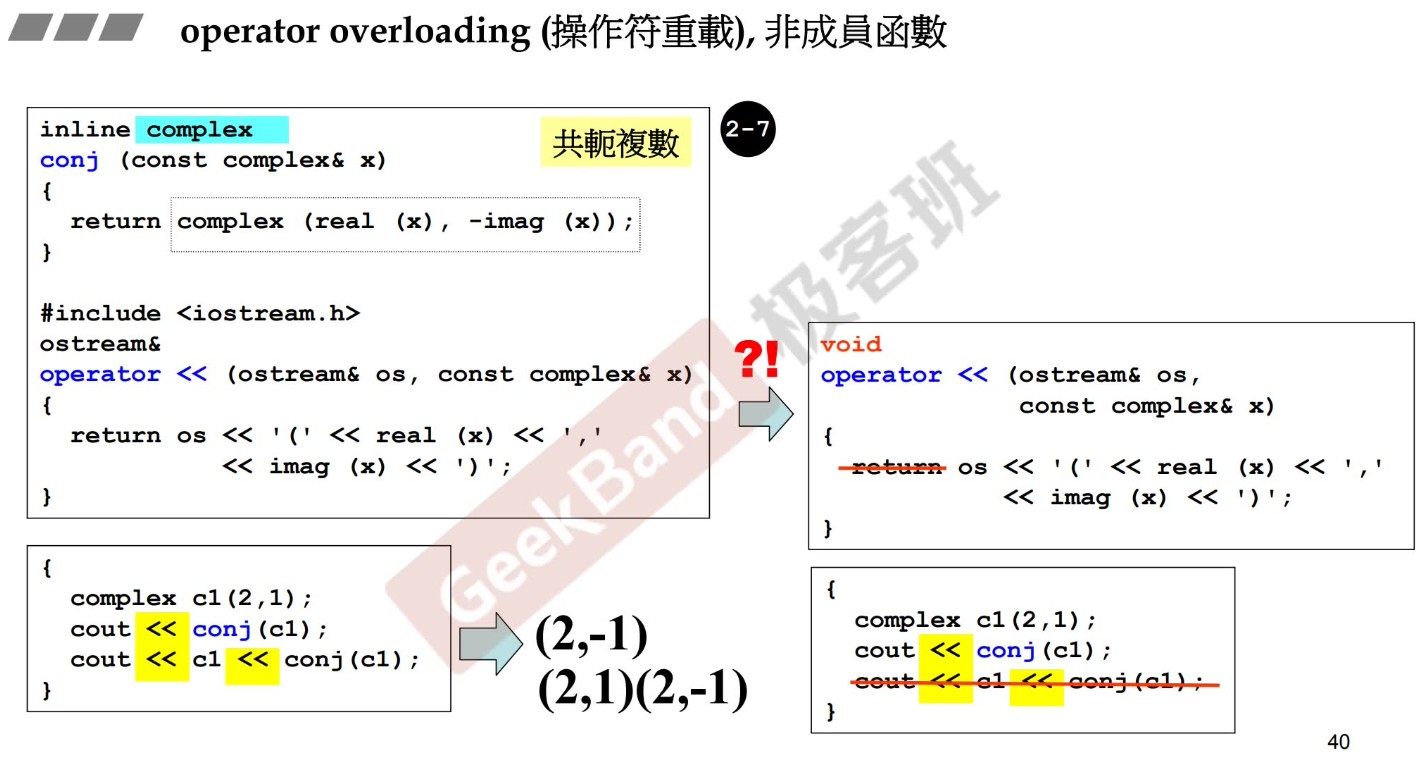 operator overloading (操作符重載), 非成員函數
inline complex
conj (const complex& x)
{
return complex (real (x), -imag (x));
}
共軛複數
2-7
#include <iostream.h>
ostream&
operator << (ostream& os, const complex& x)
{
return os << '(' << real (x) << ','
<< imag (x) << ')';
}
?!
void
operator << (ostream& os,
const complex& x)
{
return os << '(' << real (x) << ','
<< imag (x) << ')';
}
{
complex c1(2,1);
cout << conj(c1);
cout << c1 << conj(c1);
}
(2,-1)
(2,1)(2,-1)
{
complex c1(2,1);
cout << conj(c1);
cout << c1 << conj(c1);
}
GeekBand 极客班
40